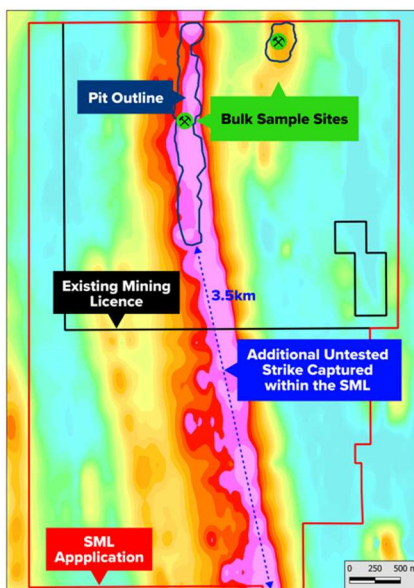 Pit Outline
Bulk Sample Sites
3.5km
Existing Mining
Licence
Additional Untested
Strike Captured
within the SML
SML
Appplication
0 250 500 m